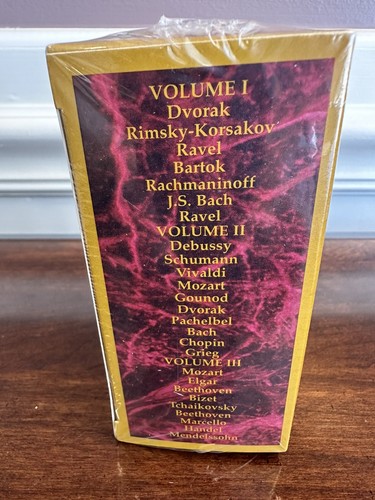 VOLUME I
Dvorak
Rimsky-Korsakov
Ravel
Bartok
Rachmaninoff
J.S. Bach
Ravel
VOLUME II
Debussy
Schumann
Vivaldi
Mozart
Gounod
Dvorak
Pachelbel
Bach
Chopin
Grieg
VOLUME III
Mozart
Elgar
Beethoven
Bizet
Tchaikovsky
Beethoven
Marcello
Handel
Mendelssohn